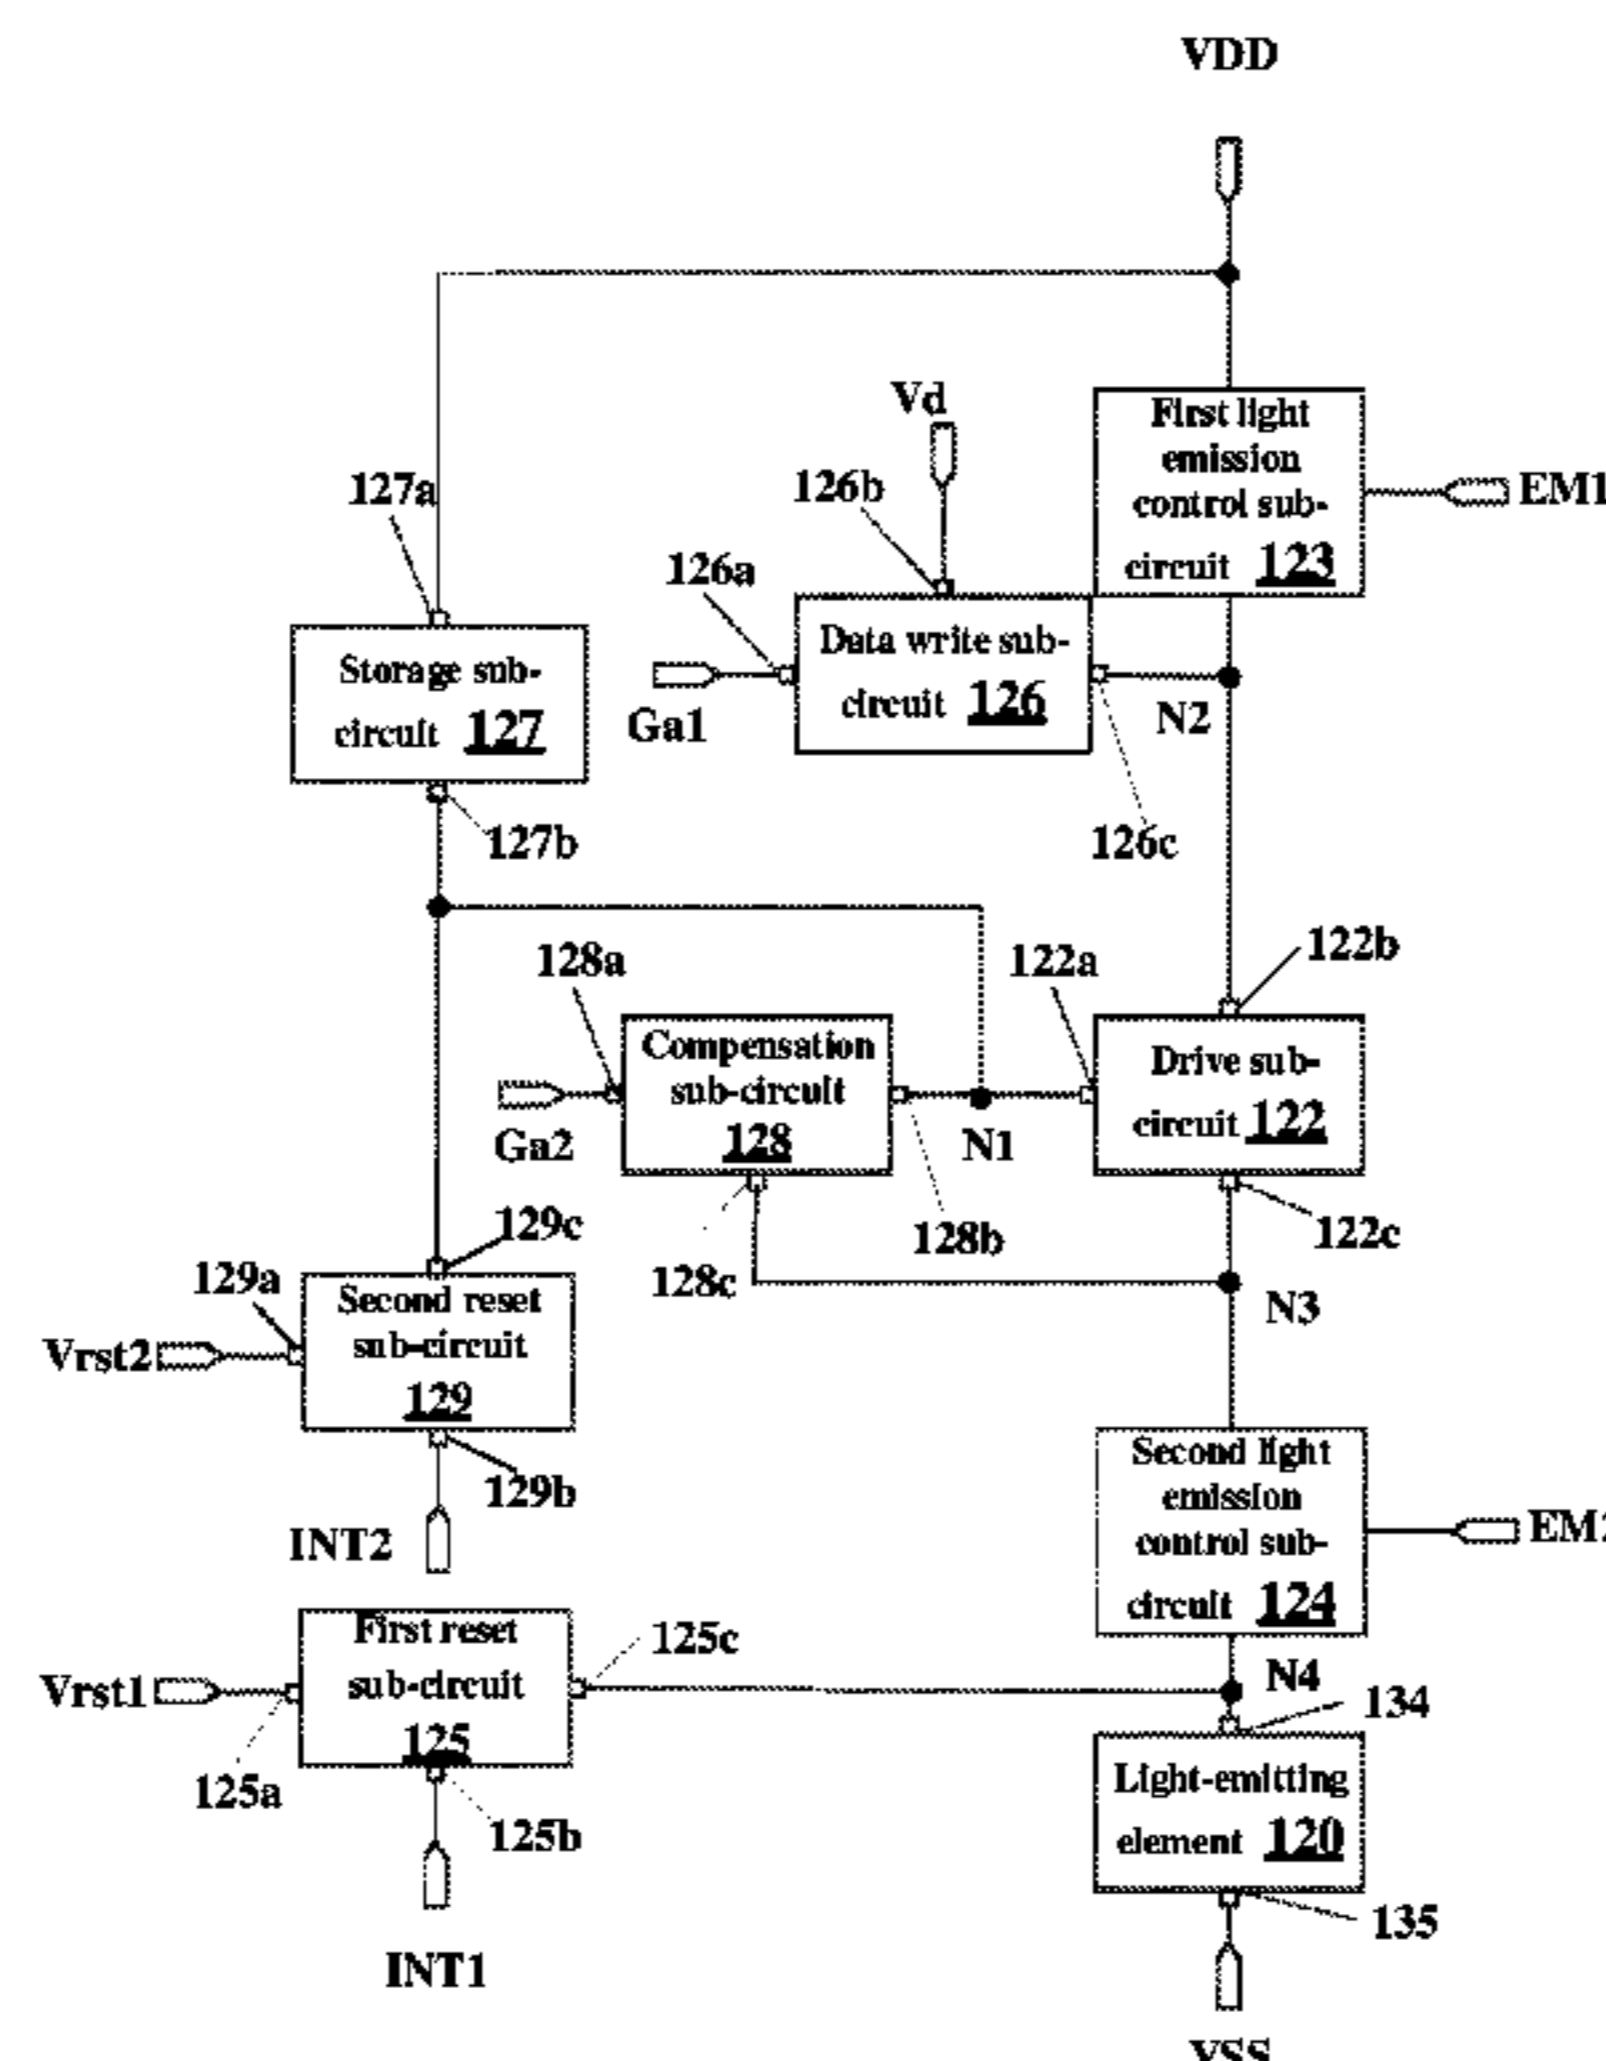 VDD
Vd
First light
emission
control sub-
circuit 123
EM1
127a
126b
126a
Storage sub-
circuit 127
Data write sub-
circuit 126
Ga1
N2
127b
126c
128a
122a
122b
Compensation
sub-circuit
128
Drive sub-
circuit 122
Ga2
N1
129c
128b
122c
129a
128c
N3
Vrst2
Second reset
sub-circuit
129
129b
INT2
Second light
emission
control sub-
circuit 124
First reset
sub-circuit
125
125c
Vrst1
N4
134
125a
125b
Light-emitting
element 120
135
INT1
VSS